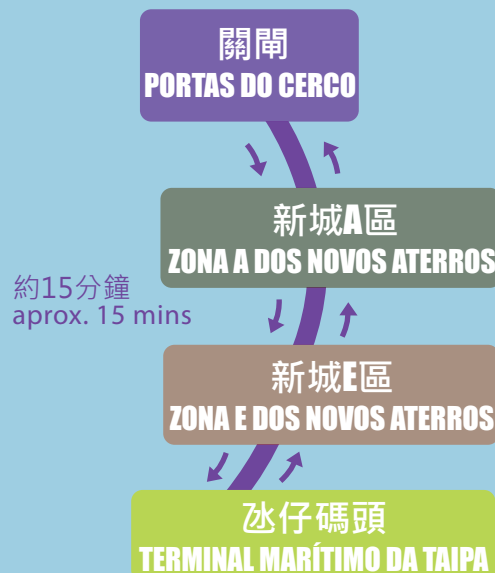 關閘
PORTAS DO CERCO
新城A區
ZONA A DOS NOVOS ATERROS
約15分鐘
aprox. 15 mins
新城E區
ZONA E DOS NOVOS ATERROS
氹仔碼頭
TERMINAL MARÍTIMO DA TAIPA